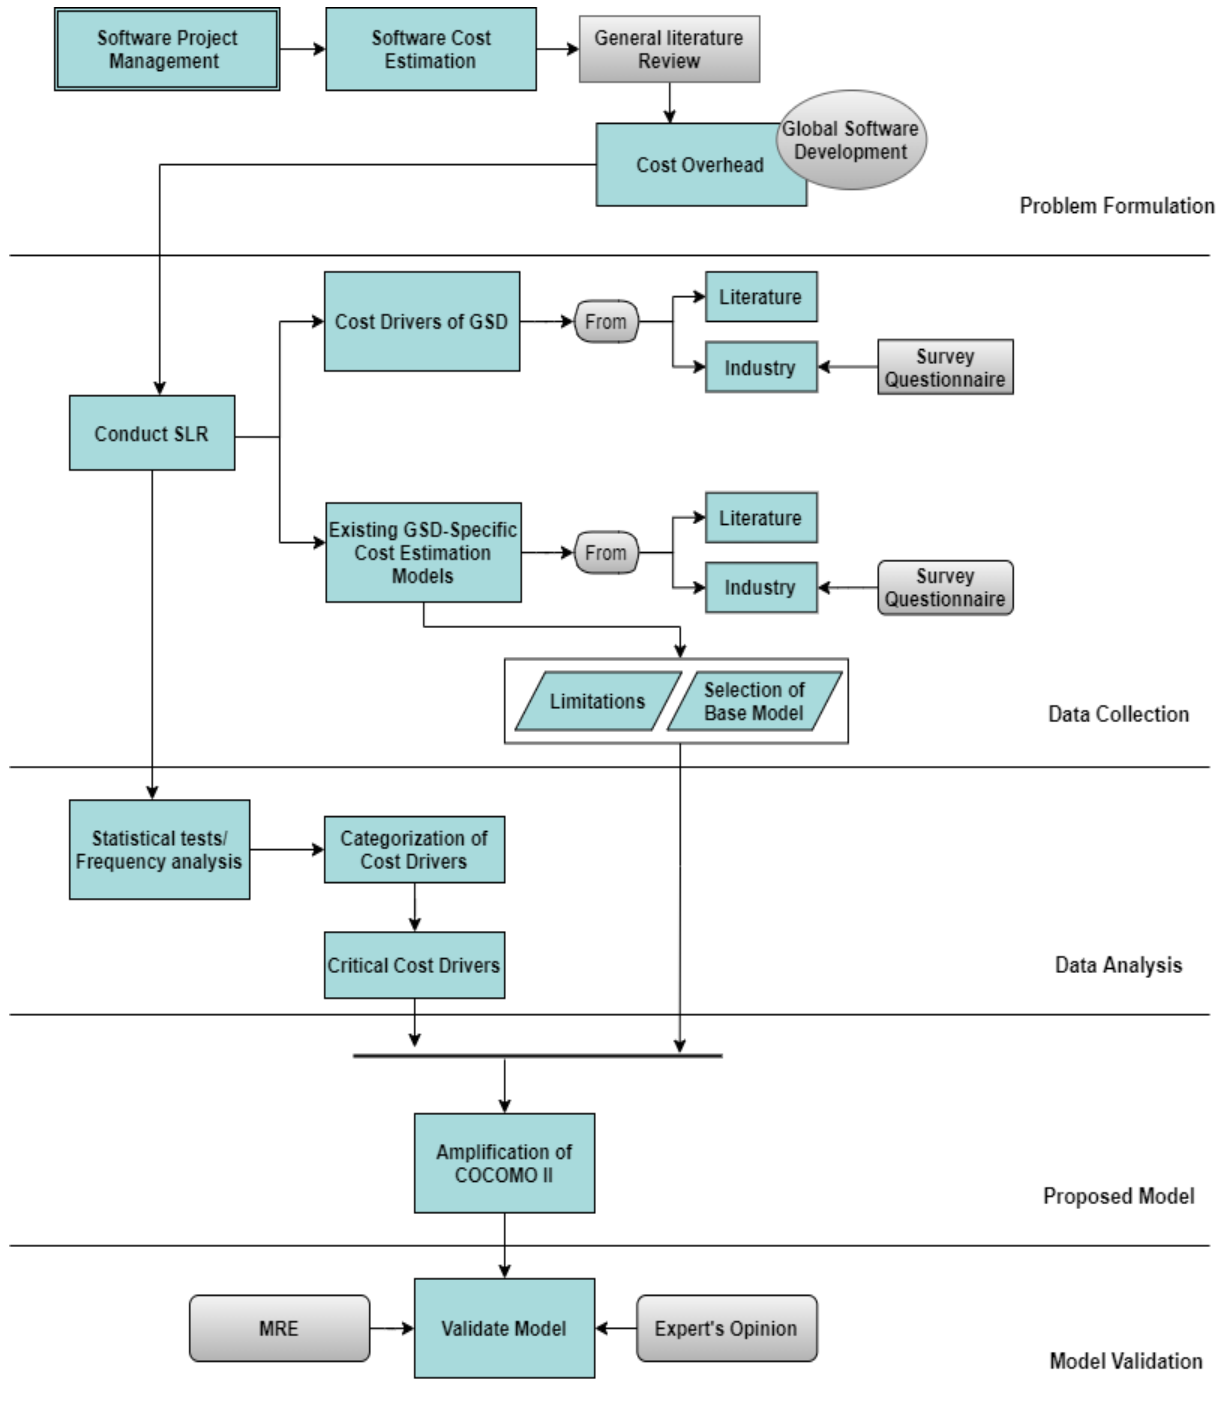 Software Project
Management
Software Cost
Estimation
General literature
Review
Global Software
Development
Cost Overhead
Problem Formulation
Cost Drivers of GSD
From
Literature
Industry
Survey
Questionnaire
Conduct SLR
Existing GSD-Specific
Cost Estimation
Models
From
Literature
Industry
Survey
Questionnaire
Limitations
Selection of
Base Model
Data Collection
Statistical tests/
Frequency analysis
Categorization of
Cost Drivers
Critical Cost Drivers
Data Analysis
Amplification of
COCOMO II
Proposed Model
MRE
Validate Model
Expert's Opinion
Model Validation